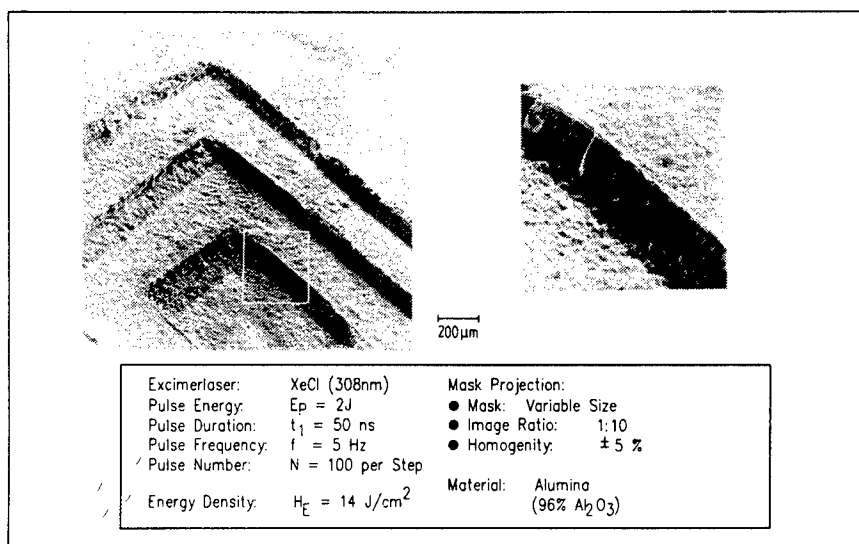 200µm
Excimerlaser: XeCl (308nm)
Pulse Energy: Ep = 2J
Pulse Duration: t₁ = 50 ns
Pulse Frequency: f = 5 Hz
Pulse Number: N = 100 per Step
Energy Density: H_E = 14 J/cm²
Mask Projection:
● Mask: Variable Size
● Image Ratio: 1:10
● Homogenity: ±5 %
Material: Alumina
(96% Al₂O₃)